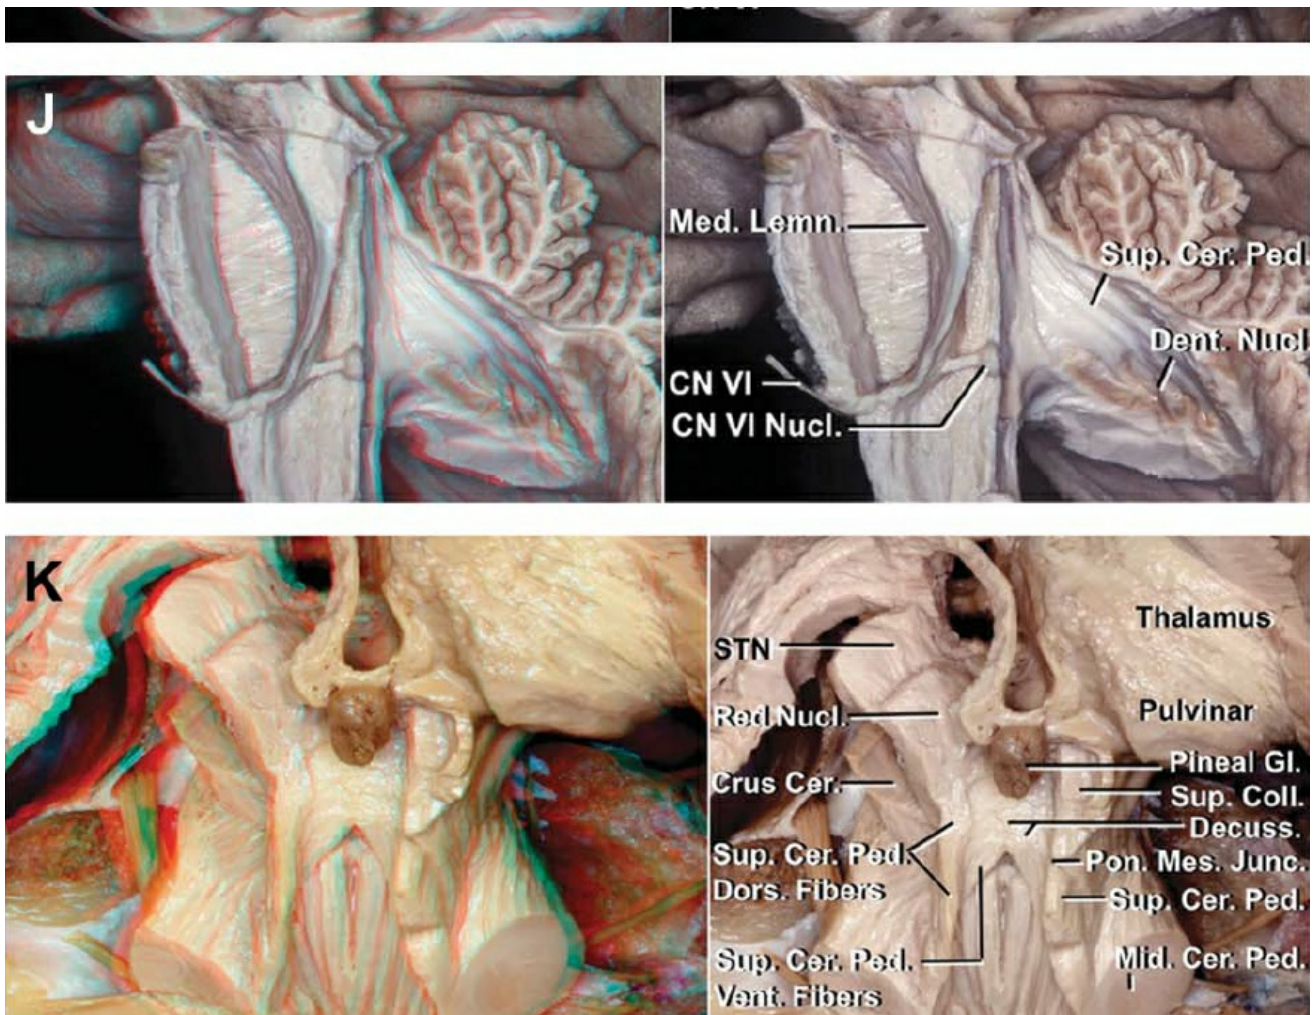 J
Med. Lemn.
Sup. Cer. Ped.
Dent. Nucl.
CN VI
CN VI Nucl.
K
Thalamus
STN
Pulvinar
Red Nucl.
Pineal Gl.
Crus Cer.
Sup. Coll.
Decuss.
Sup. Cer. Ped.
Dors. Fibers
Pon. Mes. Junc.
Sup. Cer. Ped.
Sup. Cer. Ped.
Vent. Fibers
Mid. Cer. Ped.